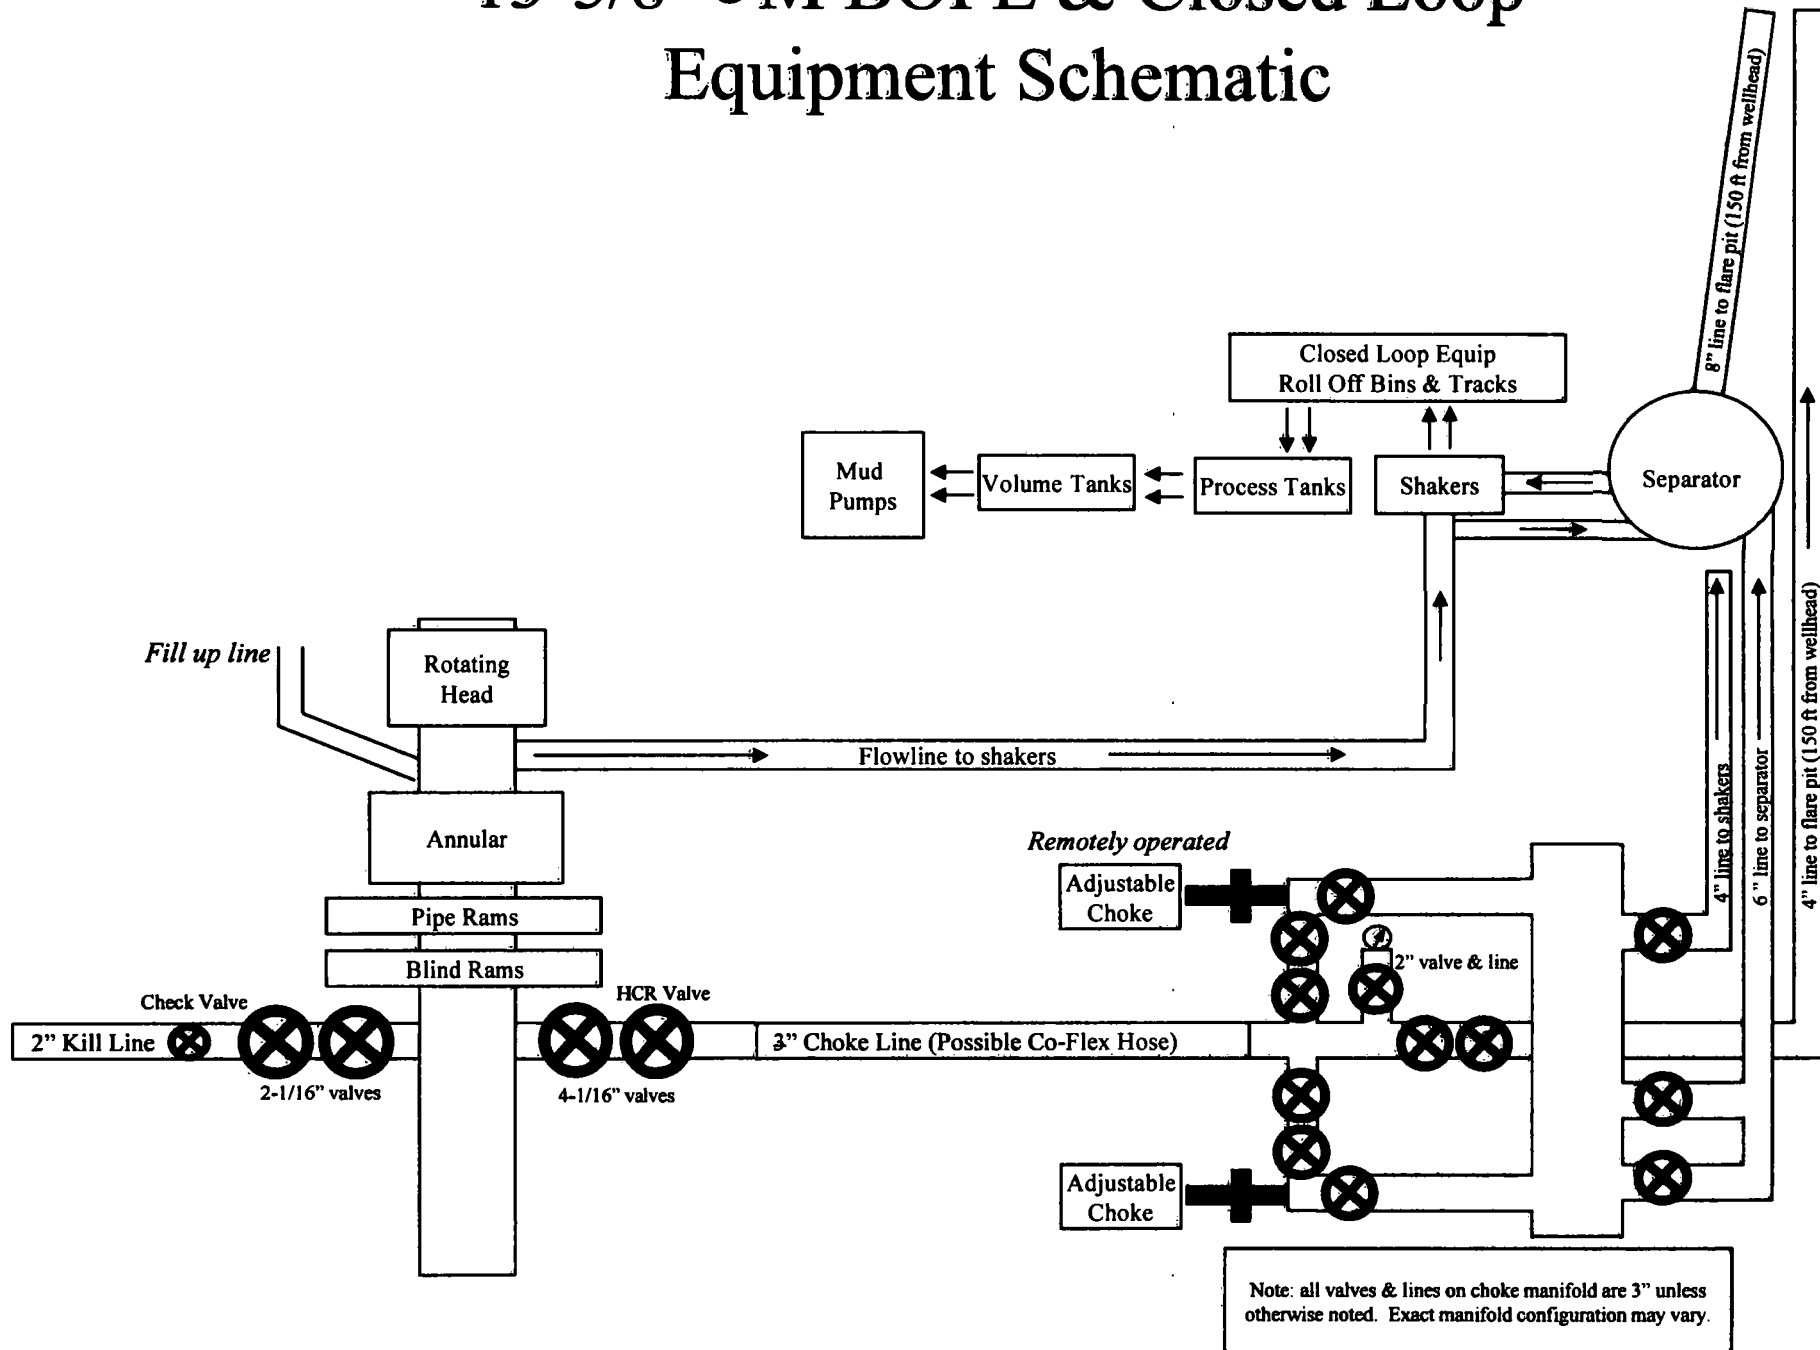 & Closed Loop
Equipment Schematic
8” line to flare pit (150 ft from wellhead)
Closed Loop Equip
Roll Off Bins & Tracks
Mud
Pumps
Volume Tanks
Process Tanks
Shakers
Separator
Fill up line
Rotating
Head
Flowline to shakers
4” line to shakers
6” line to separator
4” line to flare pit (150 ft from wellhead)
Annular
Remotely operated
Adjustable
Choke
Pipe Rams
Blind Rams
2” valve & line
Check Valve
HCR Valve
2” Kill Line
3” Choke Line (Possible Co-Flex Hose)
2-1/16” valves
4-1/16” valves
Adjustable
Choke
Note: all valves & lines on choke manifold are 3” unless
otherwise noted. Exact manifold configuration may vary.